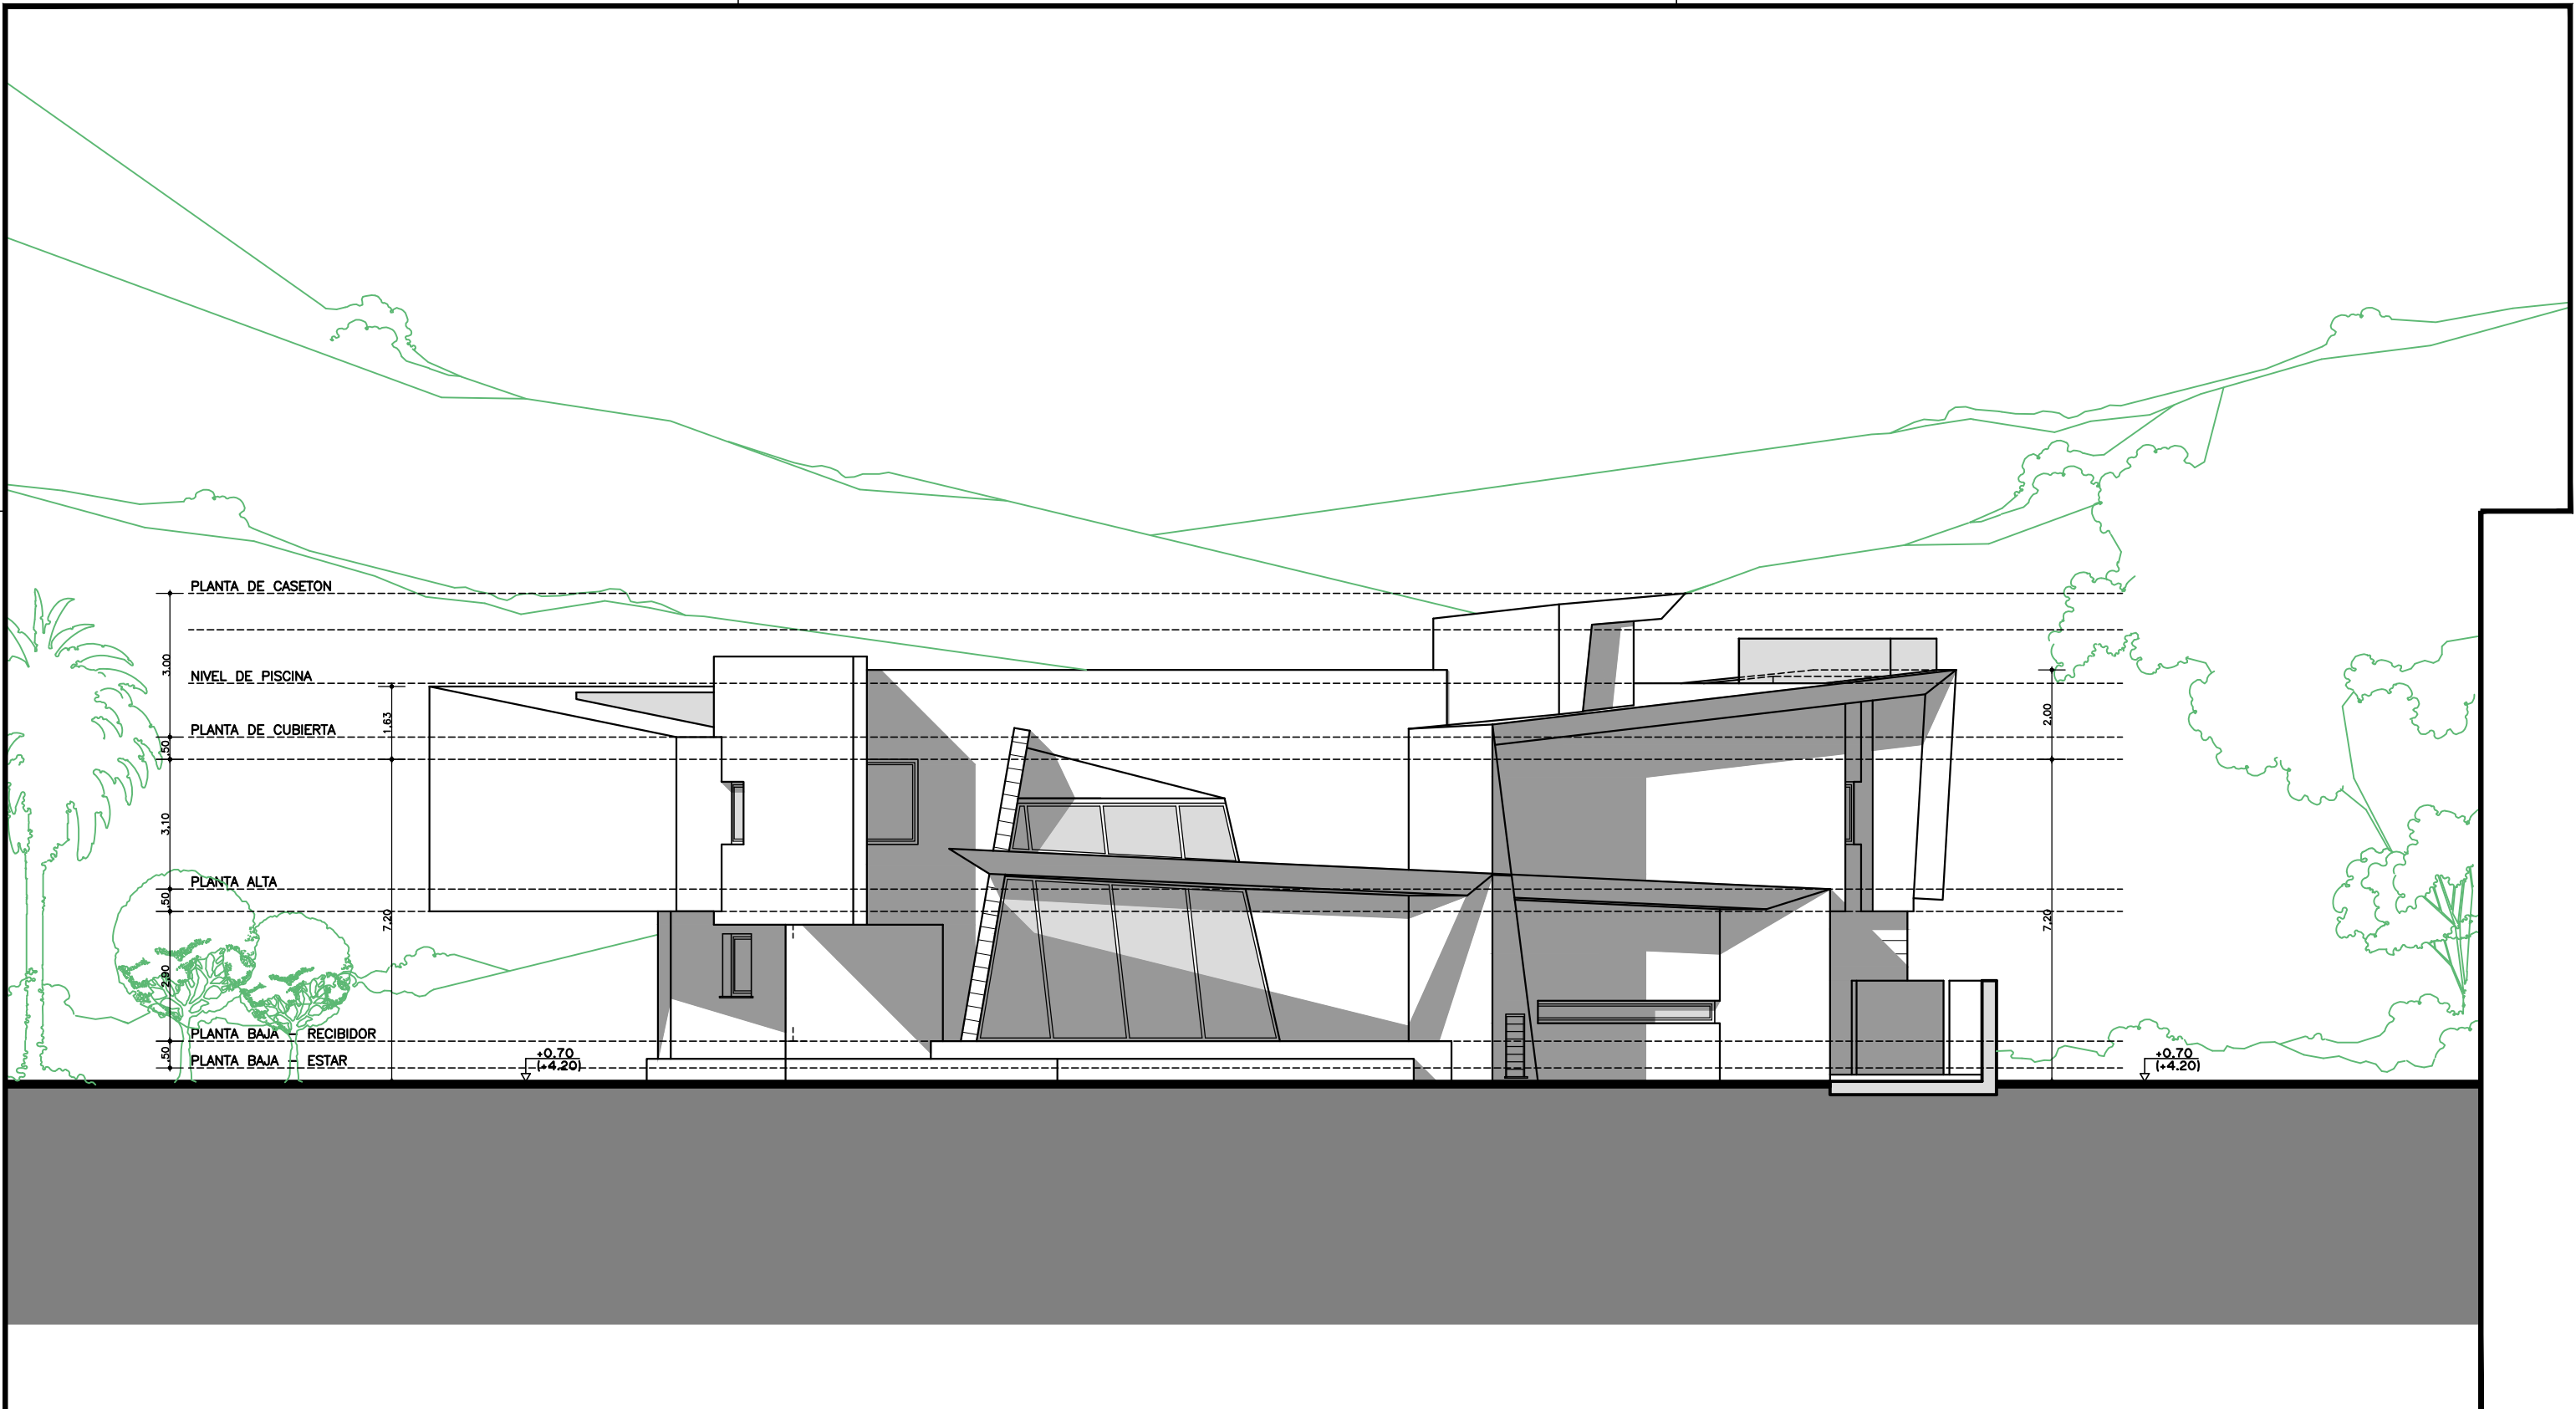 PLANTA DE CASETON
3.00
NIVEL DE PISCINA
1.63
2.00
PLANTA DE CUBIERTA
.50
3.10
PLANTA ALTA
.50
7.20
7.20
2.90
PLANTA BAJA - RECIBIDOR
.50
PLANTA BAJA - ESTAR
+0.70
(+4.20)
+0.70
(+4.20)